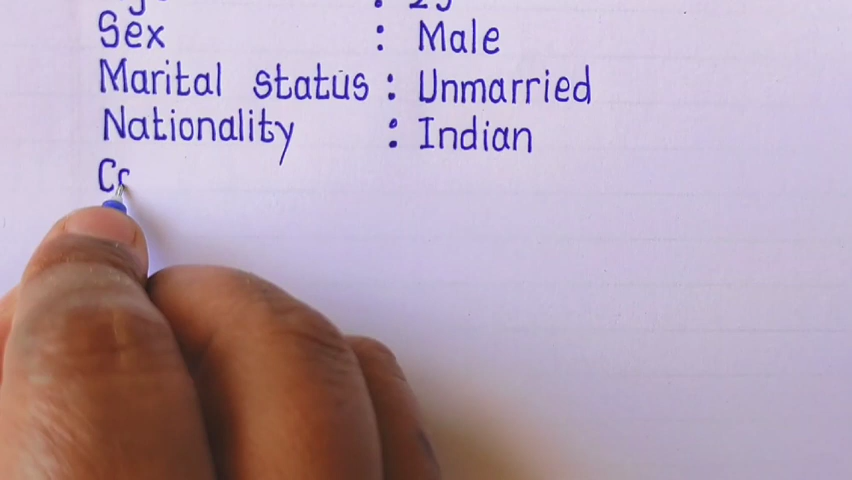 Sex : Male
Marital status : Unmarried
Nationality : Indian